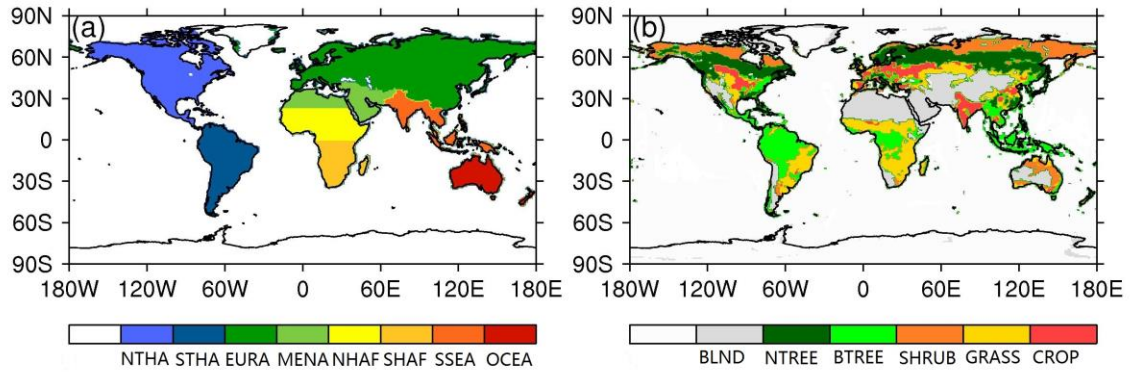 (a)
90N
60N
30N
0
30S
60S
90S
180W 120W 60W 0 60E 120E 180E
NTHA STHA EURA MENA NHAF SHAF SSEA OCEA
(b)
90N
60N
30N
0
30S
60S
90S
180W 120W 60W 0 60E 120E 180E
BLND NTREE BTREE SHRUB GRASS CROP